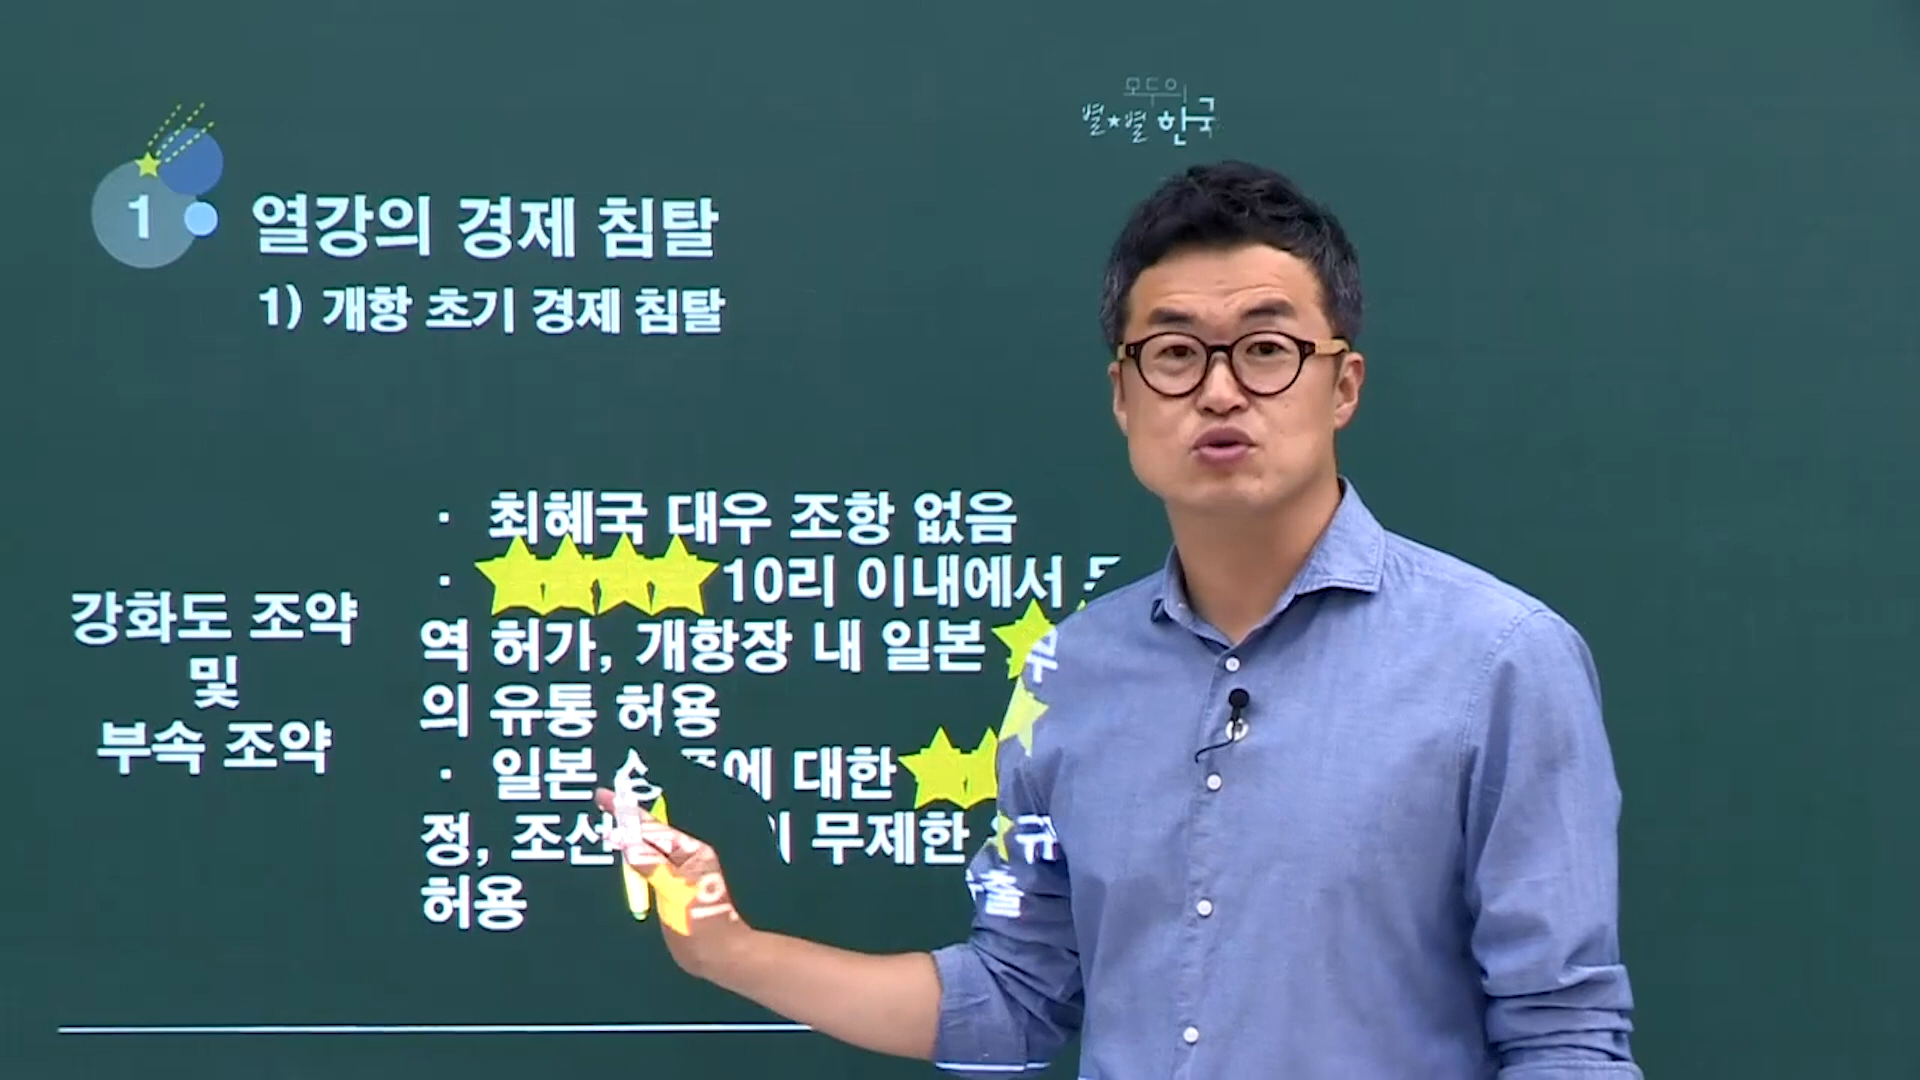 모두의
별★별 한국
1
열강의 경제 침탈
1) 개항 초기 경제 침탈
강화도 조약
및
부속 조약
· 최혜국 대우 조항 없음
· 10리 이내에서
역 허가, 개항장 내 일본
의 유통 허용
· 일본 에 대한
정, 조선 무제한
허용